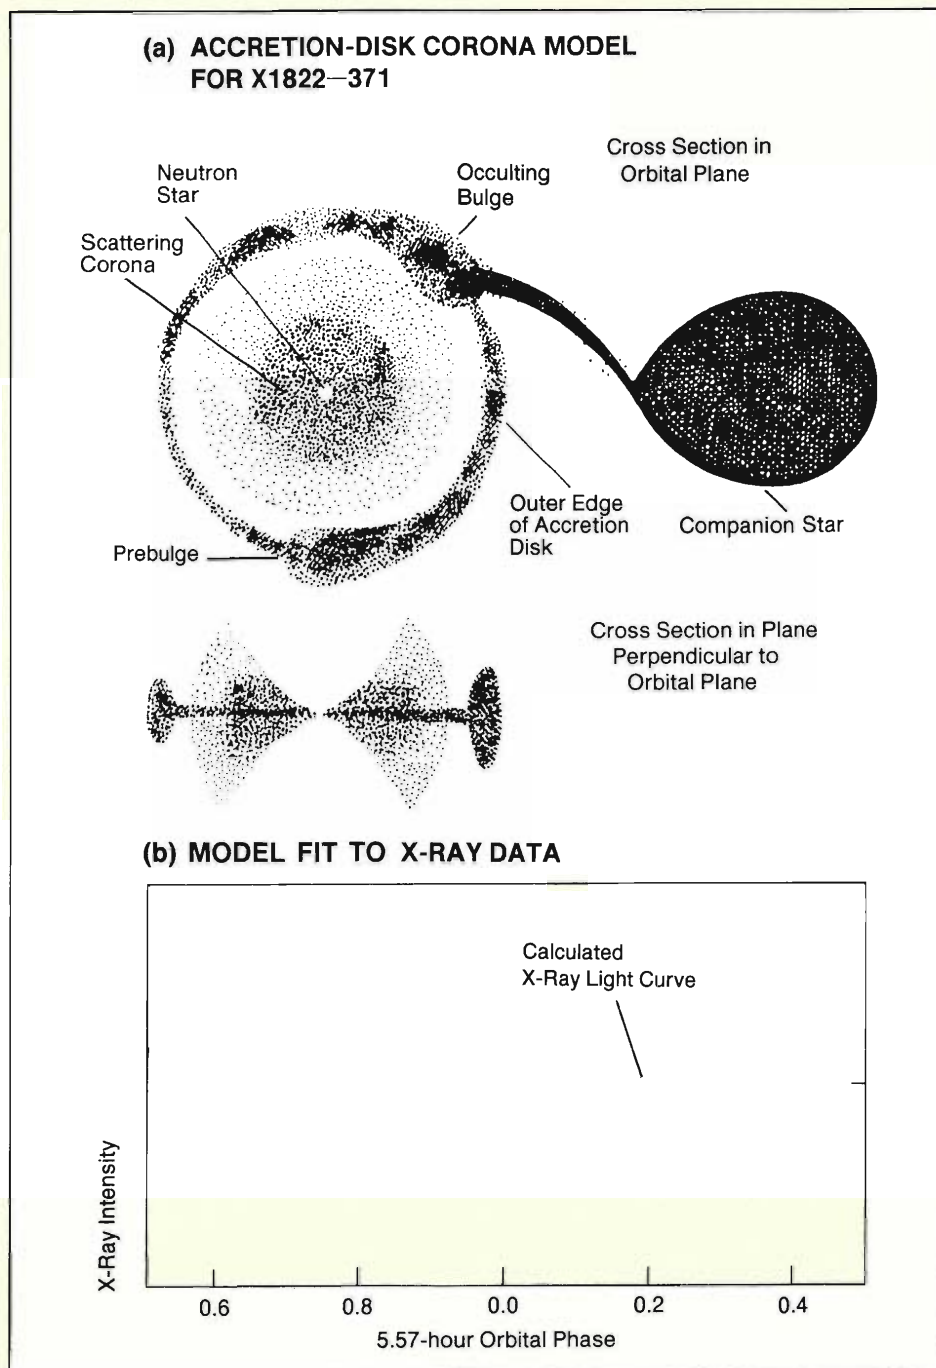 (a) ACCRETION-DISK CORONA MODEL
FOR X1822—371
Cross Section in
Orbital Plane
Neutron
Star
Occulting
Bulge
Scattering
Corona
Outer Edge
of Accretion
Disk
Companion Star
Prebulge
Cross Section in Plane
Perpendicular to
Orbital Plane
(b) MODEL FIT TO X-RAY DATA
Calculated
X-Ray Light Curve
X-Ray Intensity
0.6 0.8 0.0 0.2 0.4
5.57-hour Orbital Phase